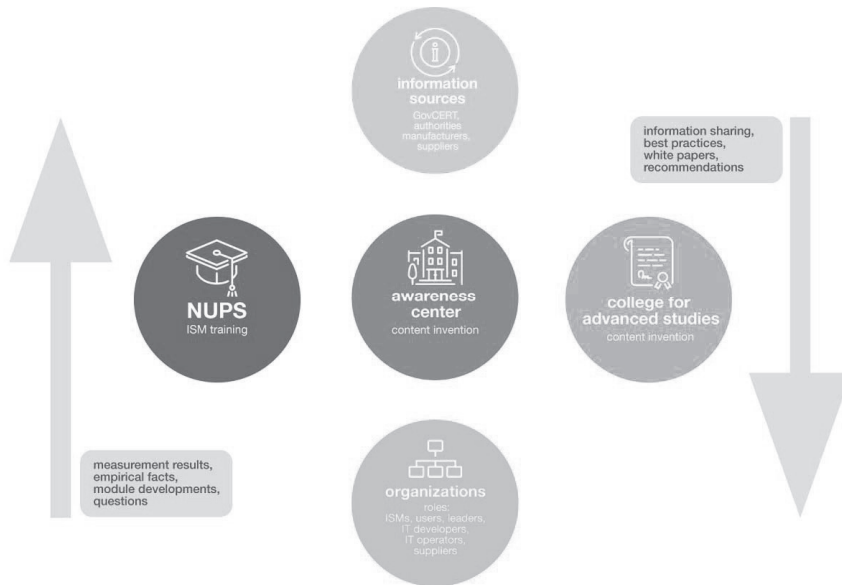 information
sources
GovCERT,
authorities
manufacturers,
suppliers
information sharing,
best practices,
white papers,
recommendations
NUPS
ISM training
awareness
center
content invention
college for
advanced studies
content invention
measurement results,
empirical facts,
module developments,
questions
organizations
roles:
ISMs, users, leaders,
IT developers,
IT operators,
suppliers